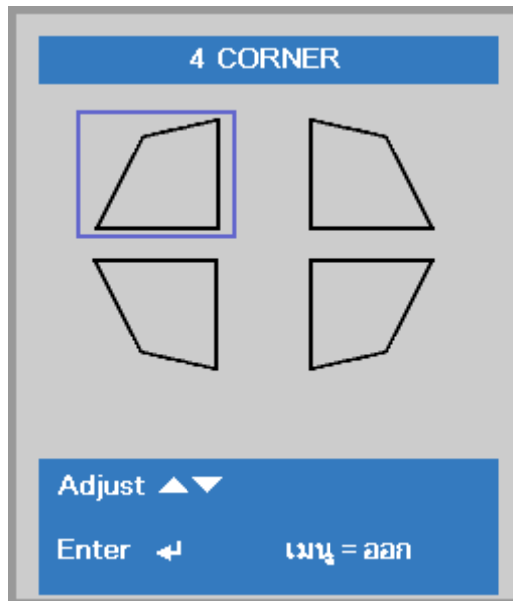 4 CORNER
Adjust ▲▼
Enter ↵ เมนู = ออก